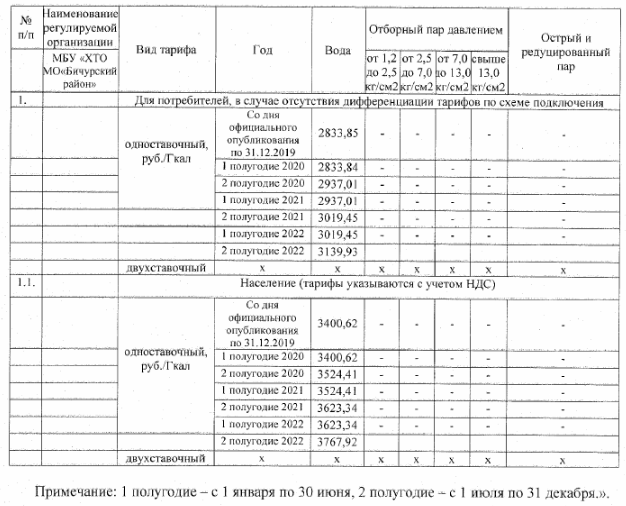 № п/п | Наименование регулируемой организации | Вид тарифа | Год | Вода | Отборный пар давлением | Острый и редуцированный пар
МБУ «ХТО МО«Бичурский район» | от 1,2 до 2,5 кг/см2 | от 2,5 до 7,0 кг/см2 | от 7,0 до 13,0 кг/см2 | свыше 13,0 кг/см2
1. | Для потребителей, в случае отсутствия дифференциации тарифов по схеме подключения
одноставочный, руб./Гкал | Со дня официального опубликования по 31.12.2019 | 2833,85 | - | - | - | - | -
1 полугодие 2020 | 2833,84 | - | - | - | - | -
2 полугодие 2020 | 2937,01 | - | - | - | - | -
1 полугодие 2021 | 2937,01 | - | - | - | - | -
2 полугодие 2021 | 3019,45 | - | - | - | - | -
1 полугодие 2022 | 3019,45 | - | - | - | - | -
2 полугодие 2022 | 3139,93 | - | - | - | - | -
двухставочный | х | х | х | х | х | х | х
1.1. | Население (тарифы указываются с учетом НДС)
одноставочный, руб./Гкал | Со дня официального опубликования по 31.12.2019 | 3400,62 | - | - | - | - | -
1 полугодие 2020 | 3400,62 | - | - | - | - | -
2 полугодие 2020 | 3524,41 | - | - | - | - | -
1 полугодие 2021 | 3524,41 | - | - | - | - | -
2 полугодие 2021 | 3623,34 | - | - | - | - | -
1 полугодие 2022 | 3623,34 | - | - | - | - | -
2 полугодие 2022 | 3767,92 | - | - | - | - | -
двухставочный | х | х | х | х | х | х | х
Примечание: 1 полугодие – с 1 января по 30 июня, 2 полугодие – с 1 июля по 31 декабря.».